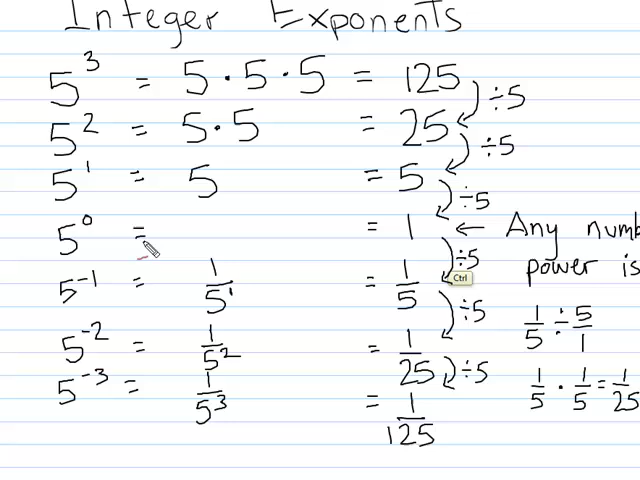 Integer Exponents
5³ = 5 · 5 · 5 = 125
÷5
5² = 5 · 5 = 25
÷5
5¹ = 5 = 5
÷5
5⁰ = = 1 ← Any numb
÷5
power is
5⁻¹ = 1/5¹ = 1/5
Ctrl
÷5
1/5 ÷ 5/1
5⁻² = 1/5² = 1/25
÷5
5⁻³ = 1/5³ = 1/125
1/5 · 1/5 = 1/25